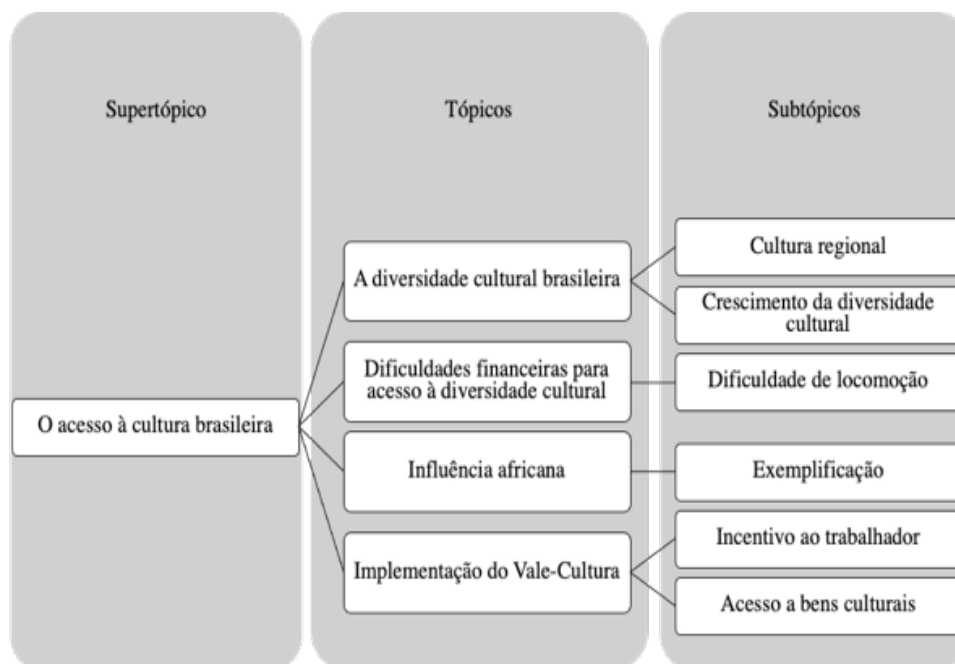 Supertópico
Tópicos
Subtópicos
O acesso à cultura brasileira
A diversidade cultural brasileira
Cultura regional
Crescimento da diversidade
cultural
Dificuldades financeiras para
acesso à diversidade cultural
Dificuldade de locomoção
Influência africana
Exemplificação
Implementação do Vale-Cultura
Incentivo ao trabalhador
Acesso a bens culturais